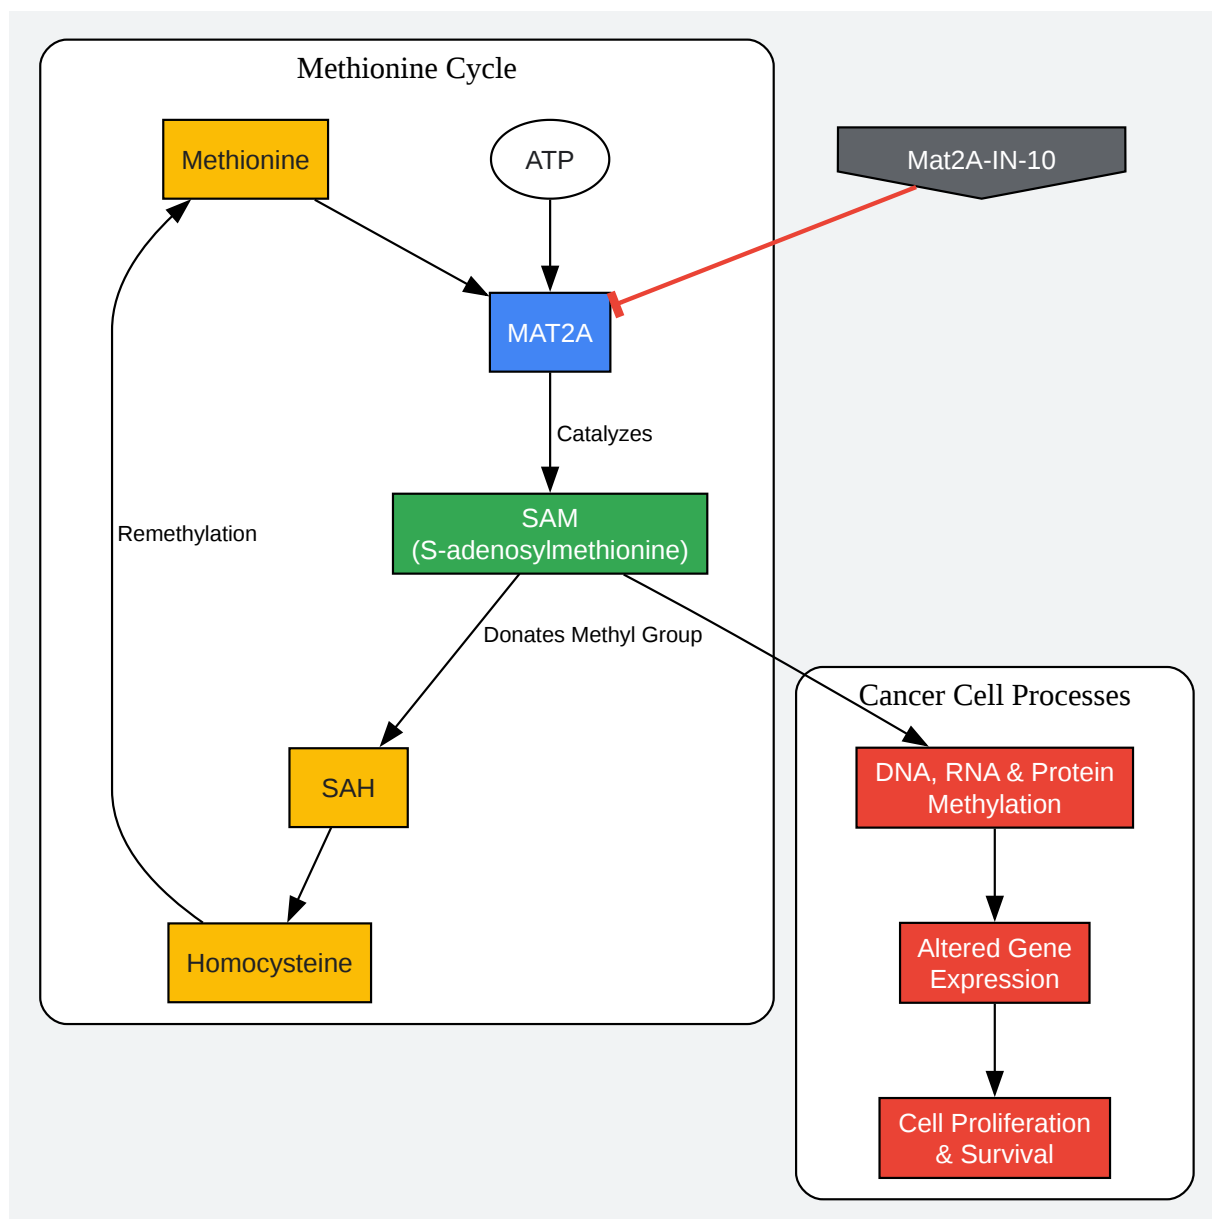 Methionine Cycle
Methionine
ATP
Mat2A-IN-10
MAT2A
Catalyzes
SAM
(S-adenosylmethionine)
Remethylation
Donates Methyl Group
Cancer Cell Processes
DNA, RNA & Protein
Methylation
SAH
Altered Gene
Expression
Homocysteine
Cell Proliferation
& Survival